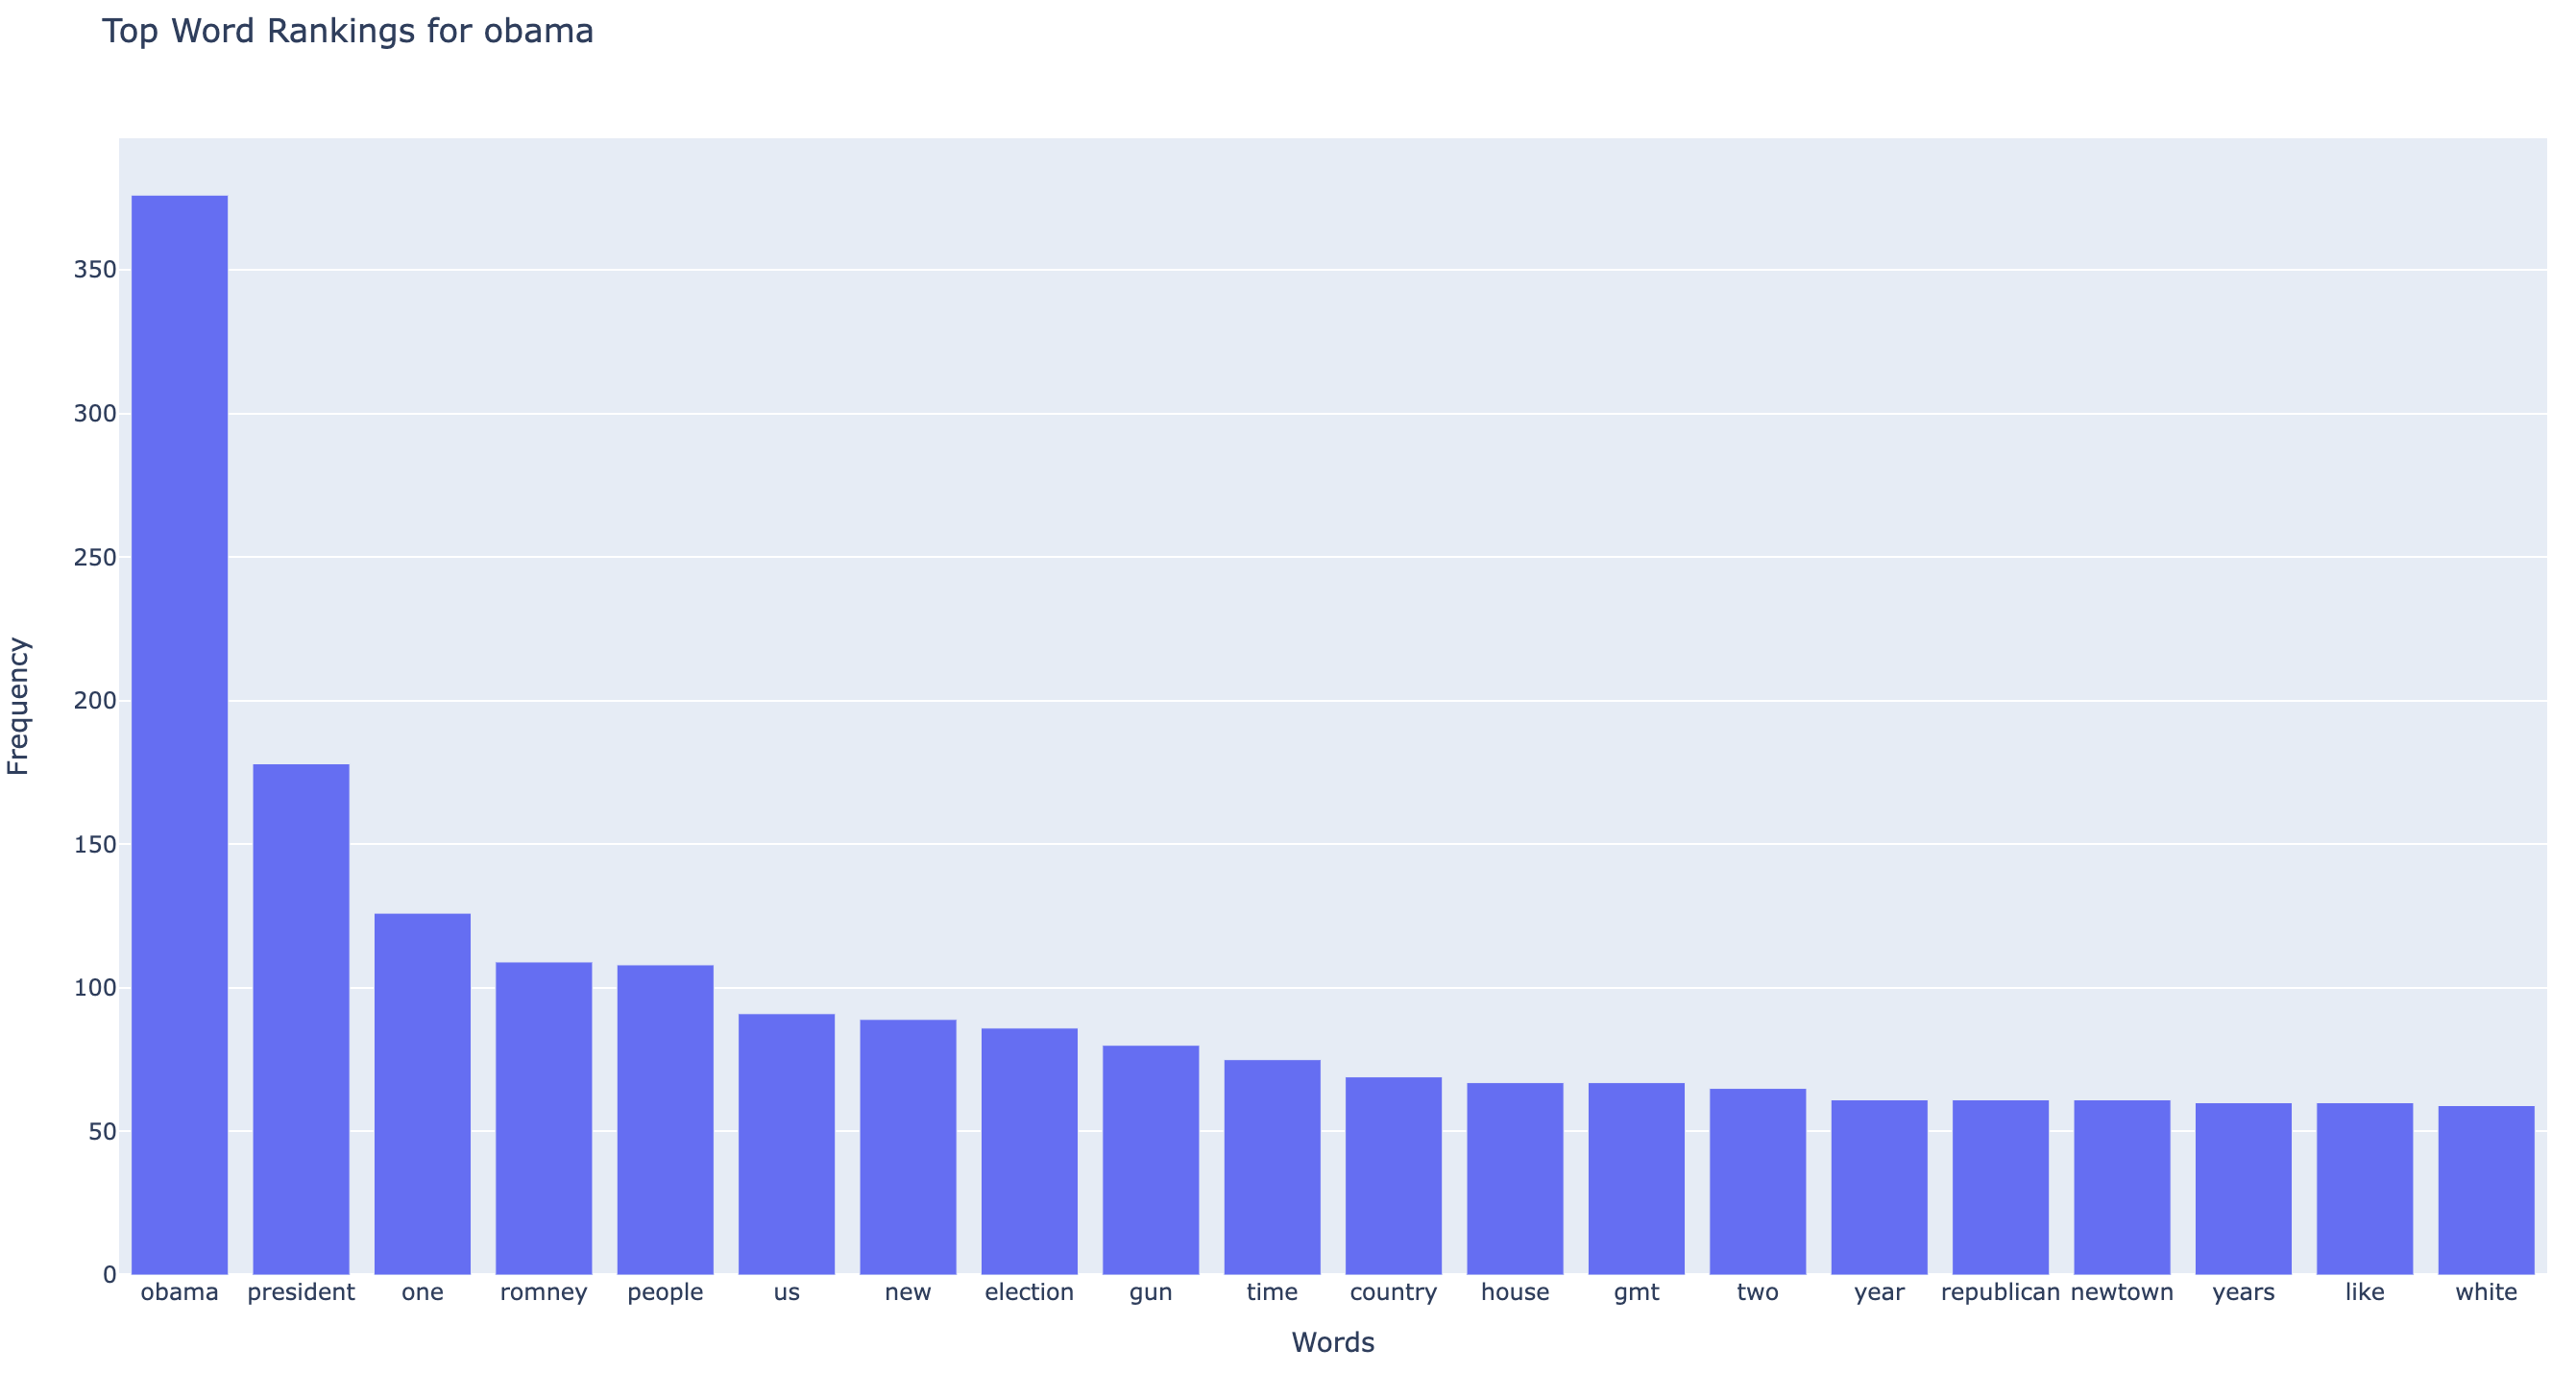 Top Word Rankings for obama
Frequency
350
300
250
200
150
100
50
0
obama president one romney people us new election gun time country house gmt two year republican newtown years like white
Words